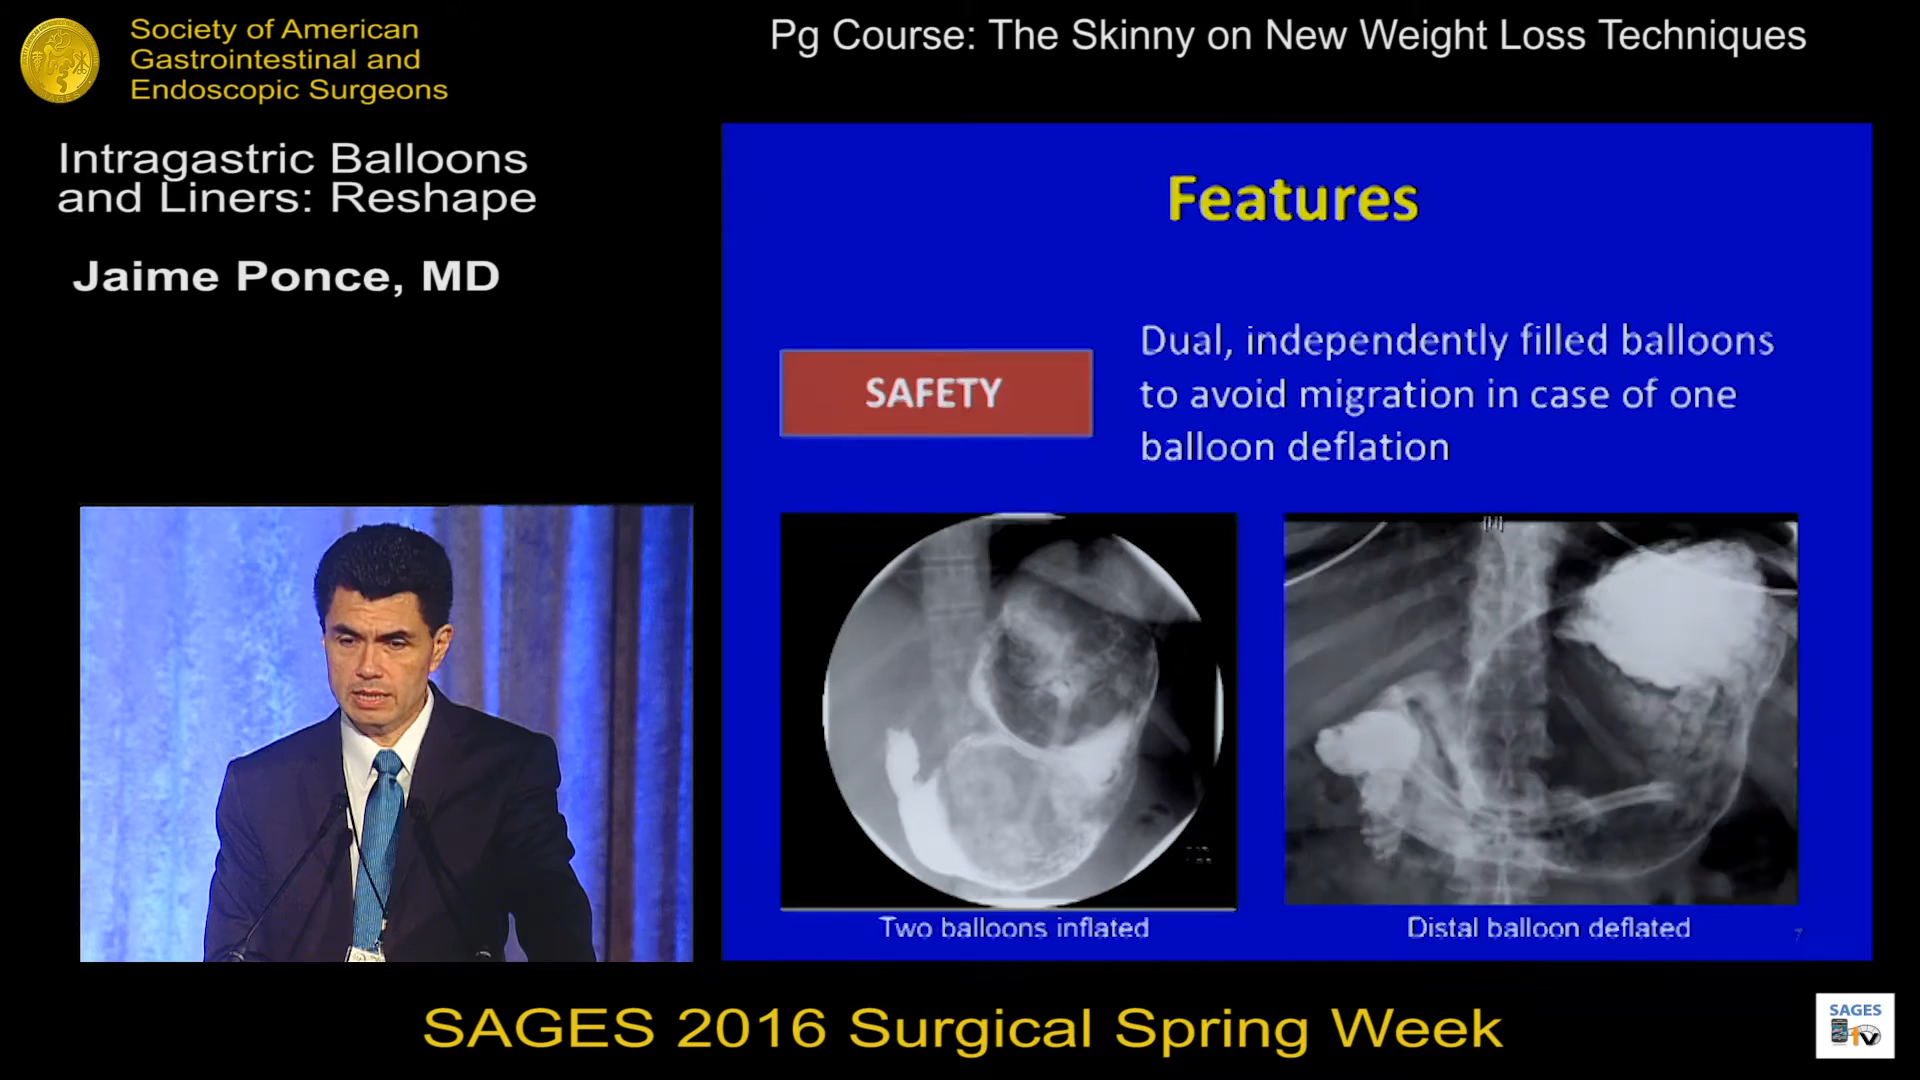 Society of American
Gastrointestinal and
Endoscopic Surgeons
Pg Course: The Skinny on New Weight Loss Techniques
Intragastric Balloons
and Liners: Reshape
Jaime Ponce, MD
Features
SAFETY
Dual, independently filled balloons
to avoid migration in case of one
balloon deflation
[H]
Two balloons inflated
Distal balloon deflated
7
SAGES 2016 Surgical Spring Week
SAGES
TV